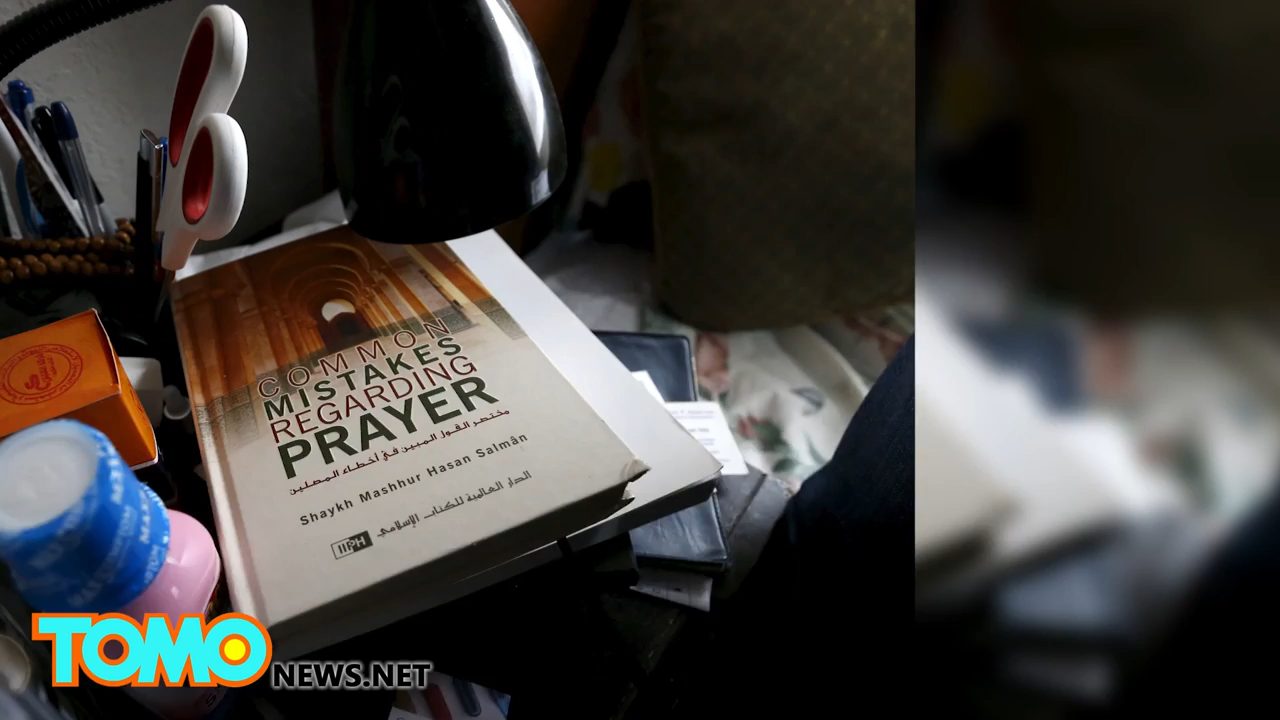 COMMON
MISTAKES
REGARDING
PRAYER
مختصر القول المبين في أخطاء المصلين
Shaykh Mashhur Hasan Salmân
الدار العالمية للكتاب الإسلامي
IIPH
TOMO
NEWS.NET